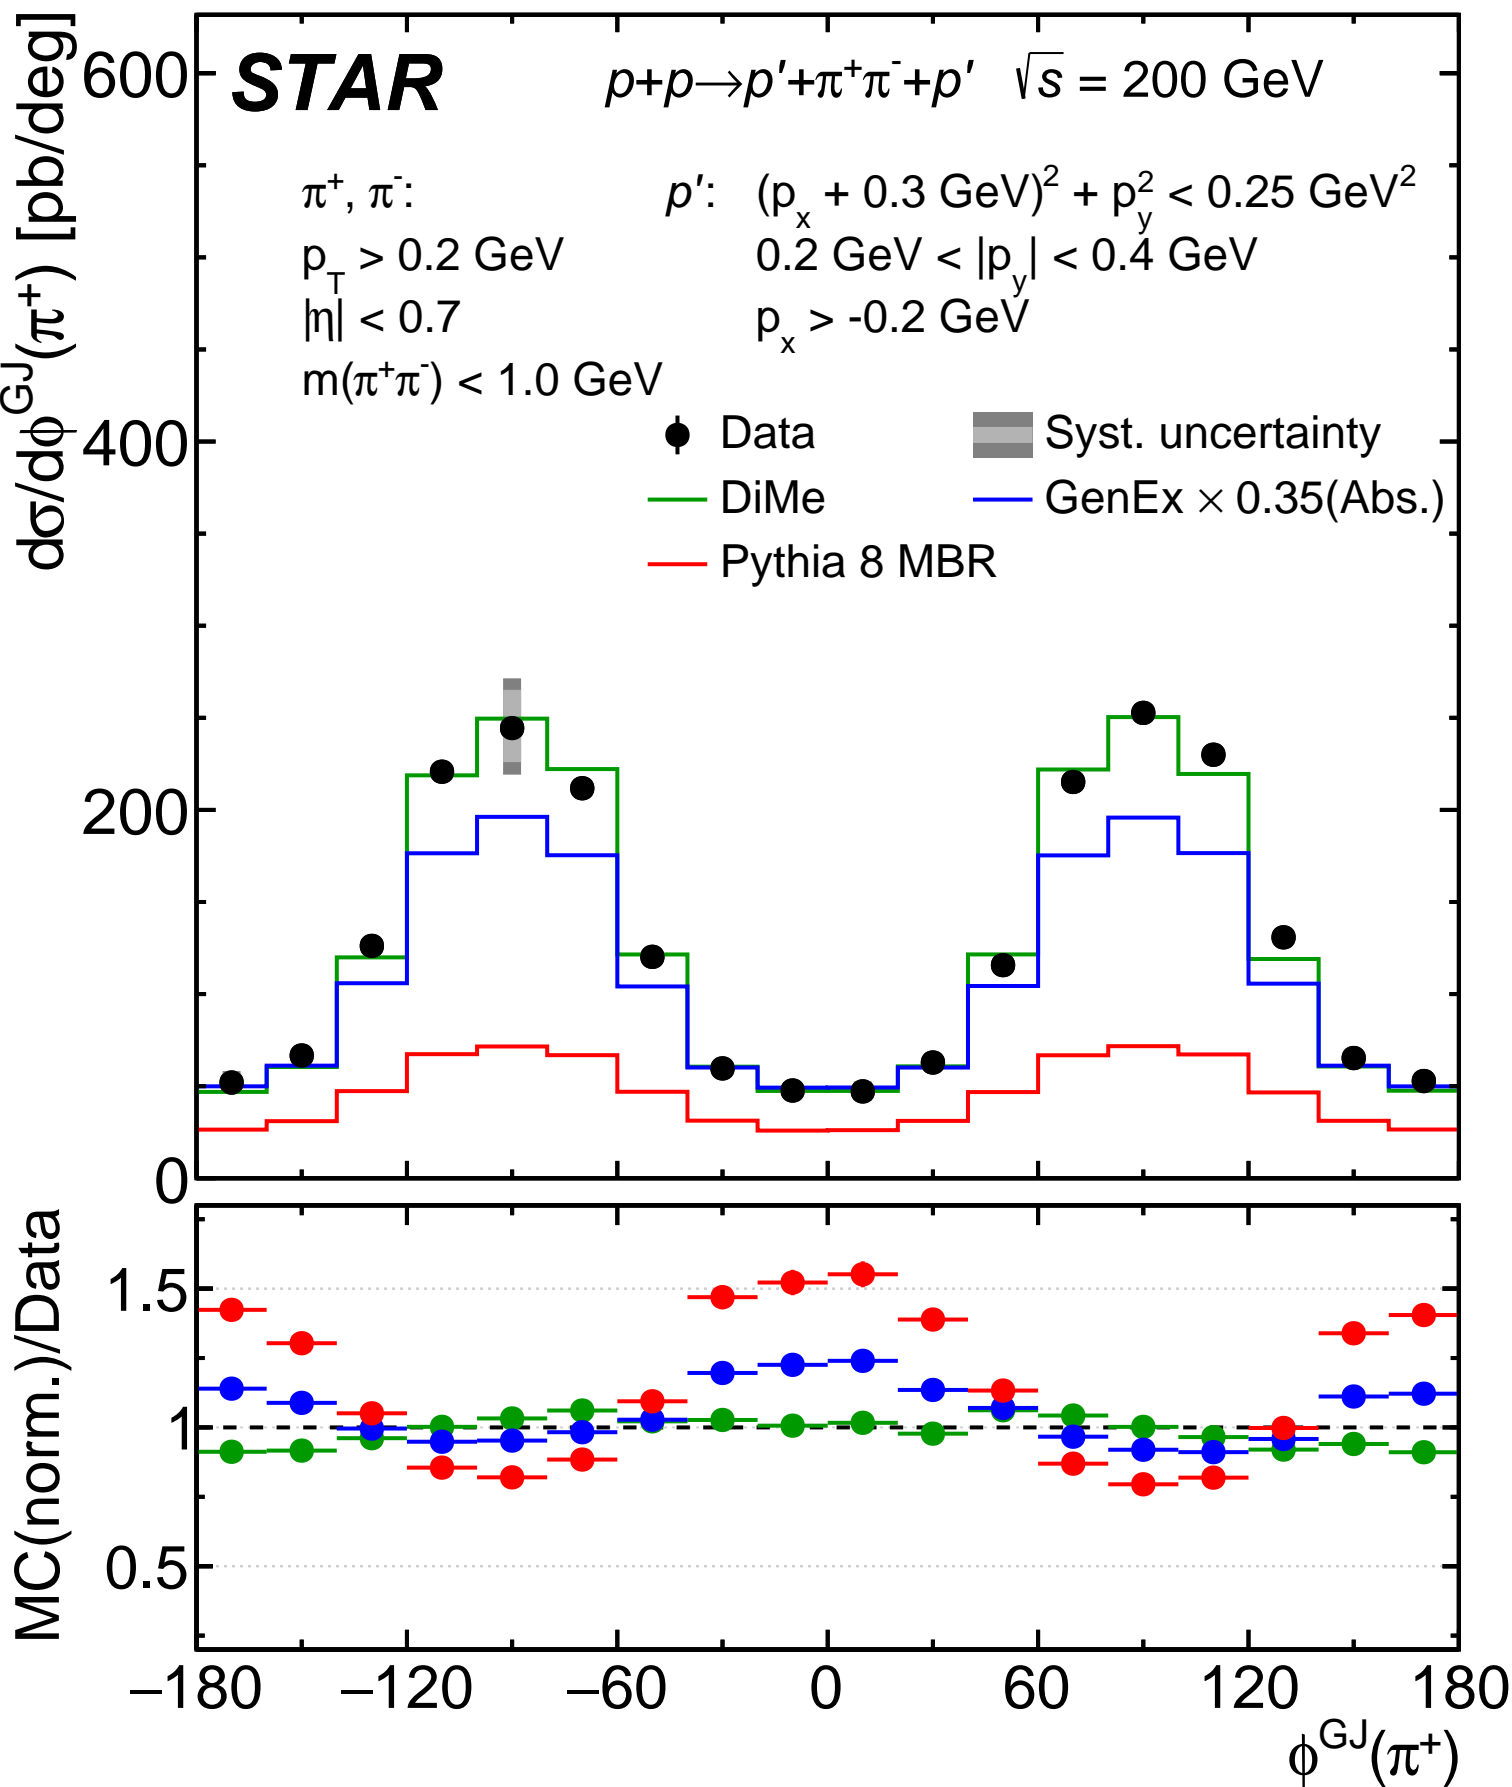 dσ/dϕ^GJ(π⁺) [pb/deg]
600
400
200
0
STAR p+p→p′+π⁺π⁻+p′ √s = 200 GeV
π⁺, π⁻: p′: (p_x + 0.3 GeV)² + p_y² < 0.25 GeV²
p_T > 0.2 GeV 0.2 GeV < |p_y| < 0.4 GeV
|η| < 0.7 p_x > -0.2 GeV
m(π⁺π⁻) < 1.0 GeV
Data Syst. uncertainty
DiMe GenEx × 0.35(Abs.)
Pythia 8 MBR
MC(norm.)/Data
1.5
1
0.5
−180 −120 −60 0 60 120 180
ϕ^GJ(π⁺)